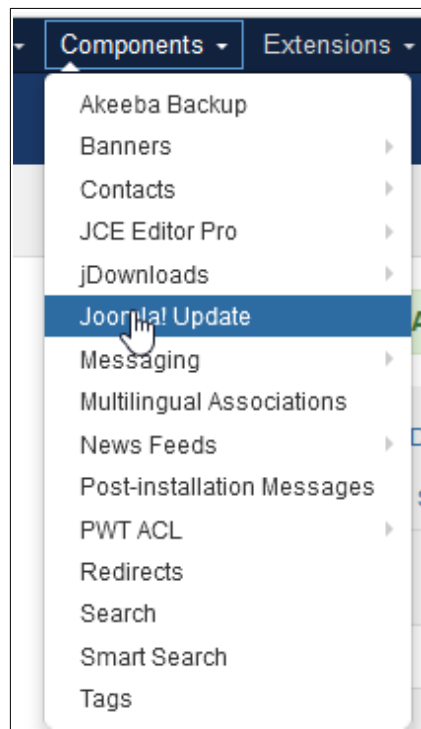 Components Extensions
Akeeba Backup
Banners
Contacts
JCE Editor Pro
jDownloads
Joomla! Update
Messaging
Multilingual Associations
News Feeds
Post-installation Messages
PWT ACL
Redirects
Search
Smart Search
Tags